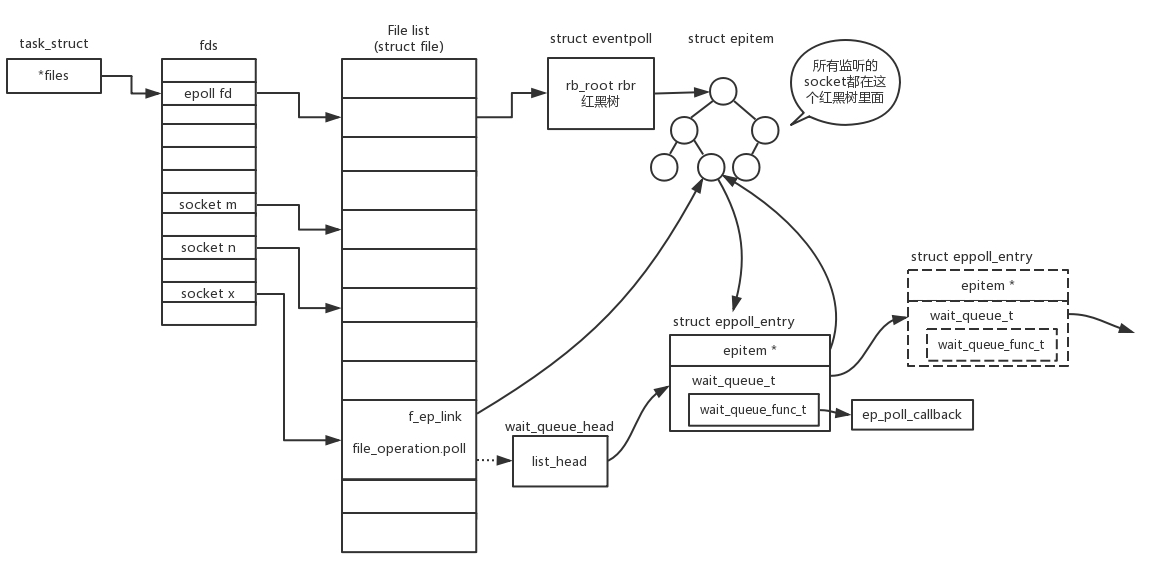 task_struct
*files
fds
epoll fd
socket m
socket n
socket x
File list
(struct file)
f_ep_link
file_operation.poll
struct eventpoll
rb_root rbr
红黑树
struct epitem
所有监听的
socket都在这
个红黑树里面
wait_queue_head
list_head
struct eppoll_entry
epitem *
wait_queue_t
wait_queue_func_t
ep_poll_callback
struct eppoll_entry
epitem *
wait_queue_t
wait_queue_func_t